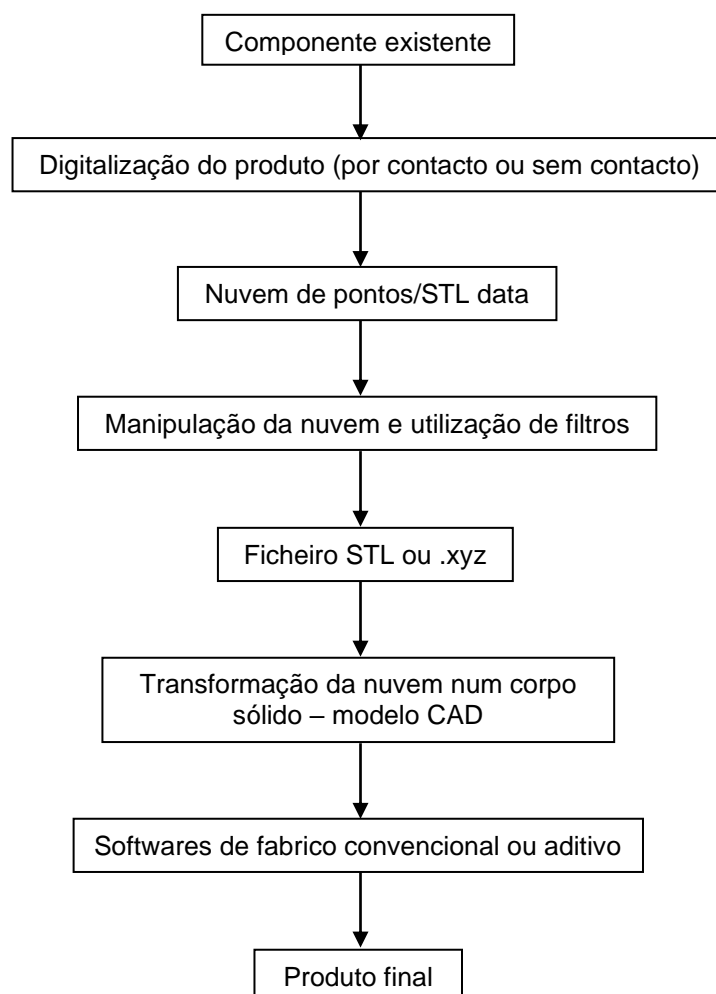 Componente existente
Digitalização do produto (por contacto ou sem contacto)
Nuvem de pontos/STL data
Manipulação da nuvem e utilização de filtros
Ficheiro STL ou .xyz
Transformação da nuvem num corpo
sólido – modelo CAD
Softwares de fabrico convencional ou aditivo
Produto final